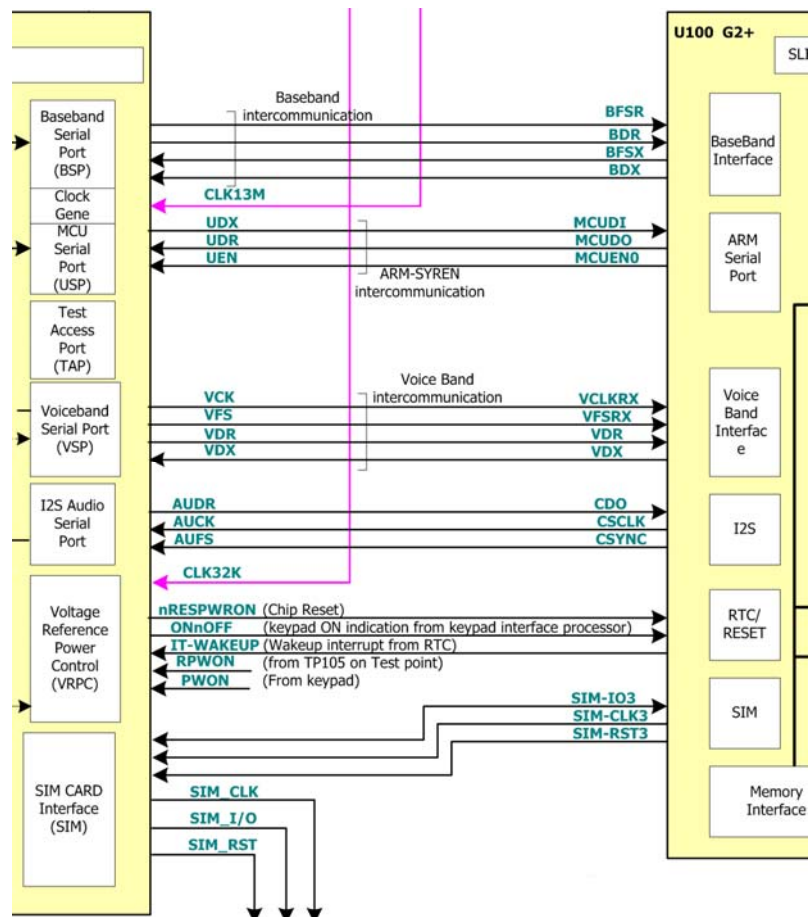 U100 G2+
SLI
Baseband
intercommunication
Baseband
Serial
Port
(BSP)
BFSR
BDR
BFSX
BDX
BaseBand
Interface
Clock
Gene
CLK13M
MCU
Serial
Port
(USP)
UDX
UDR
UEN
MCUDI
MCUDO
MCUEN0
ARM-SYREN
intercommunication
ARM
Serial
Port
Test
Access
Port
(TAP)
Voice Band
intercommunication
Voiceband
Serial Port
(VSP)
VCK
VFS
VDR
VDX
VCLKRX
VFSRX
VDR
VDX
Voice
Band
Interfac
e
I2S Audio
Serial
Port
AUDR
AUCK
AUFS
CDO
CSCLK
CSYNC
I2S
CLK32K
Voltage
Reference
Power
Control
(VRPC)
nRESPWRON (Chip Reset)
ONnOFF (keypad ON indication from keypad interface processor)
IT-WAKEUP (Wakeup interrupt from RTC)
RPWON (from TP105 on Test point)
PWON (From keypad)
RTC/
RESET
SIM-IO3
SIM-CLK3
SIM-RST3
SIM
SIM CARD
Interface
(SIM)
SIM_CLK
SIM_I/O
SIM_RST
Memory
Interface